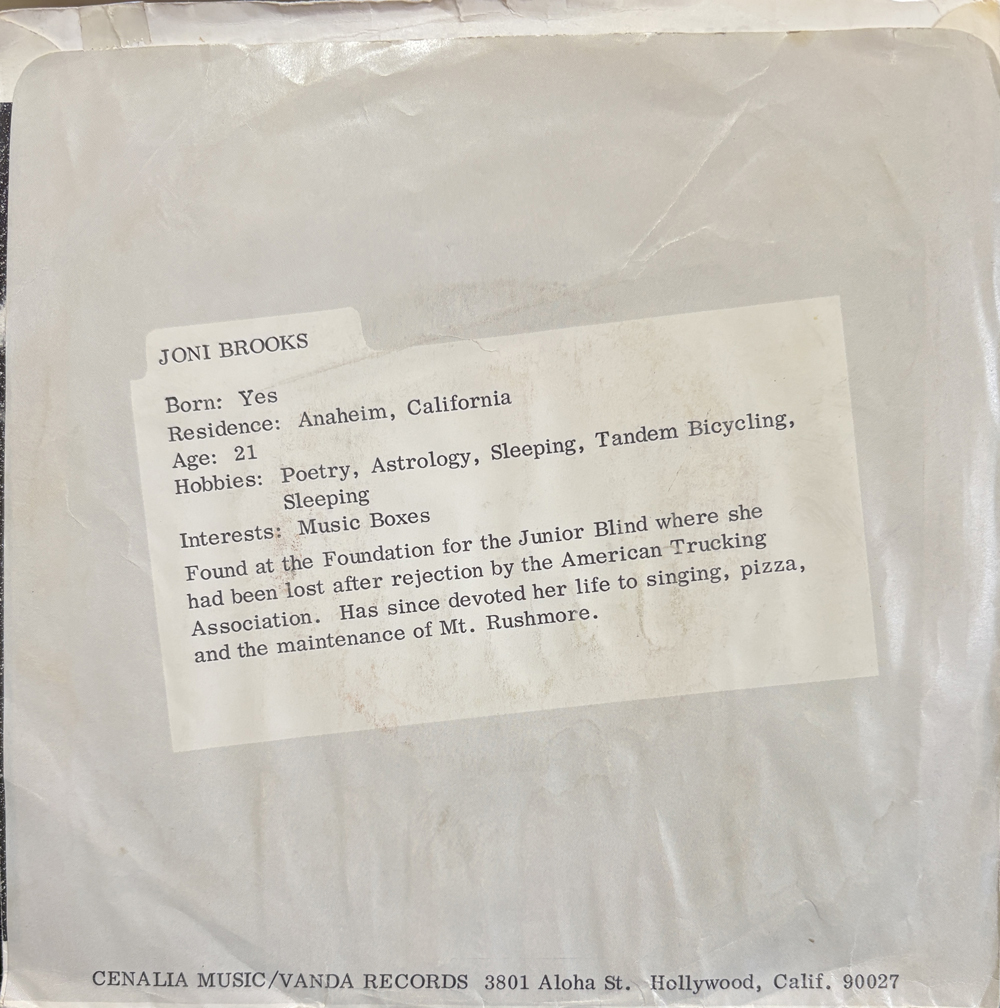 JONI BROOKS
Born: Yes
Residence: Anaheim, California
Age: 21
Hobbies: Poetry, Astrology, Sleeping, Tandem Bicycling,
Sleeping
Interests: Music Boxes
Found at the Foundation for the Junior Blind where she
had been lost after rejection by the American Trucking
Association. Has since devoted her life to singing, pizza,
and the maintenance of Mt. Rushmore.
CENALIA MUSIC/VANDA RECORDS 3801 Aloha St. Hollywood, Calif. 90027